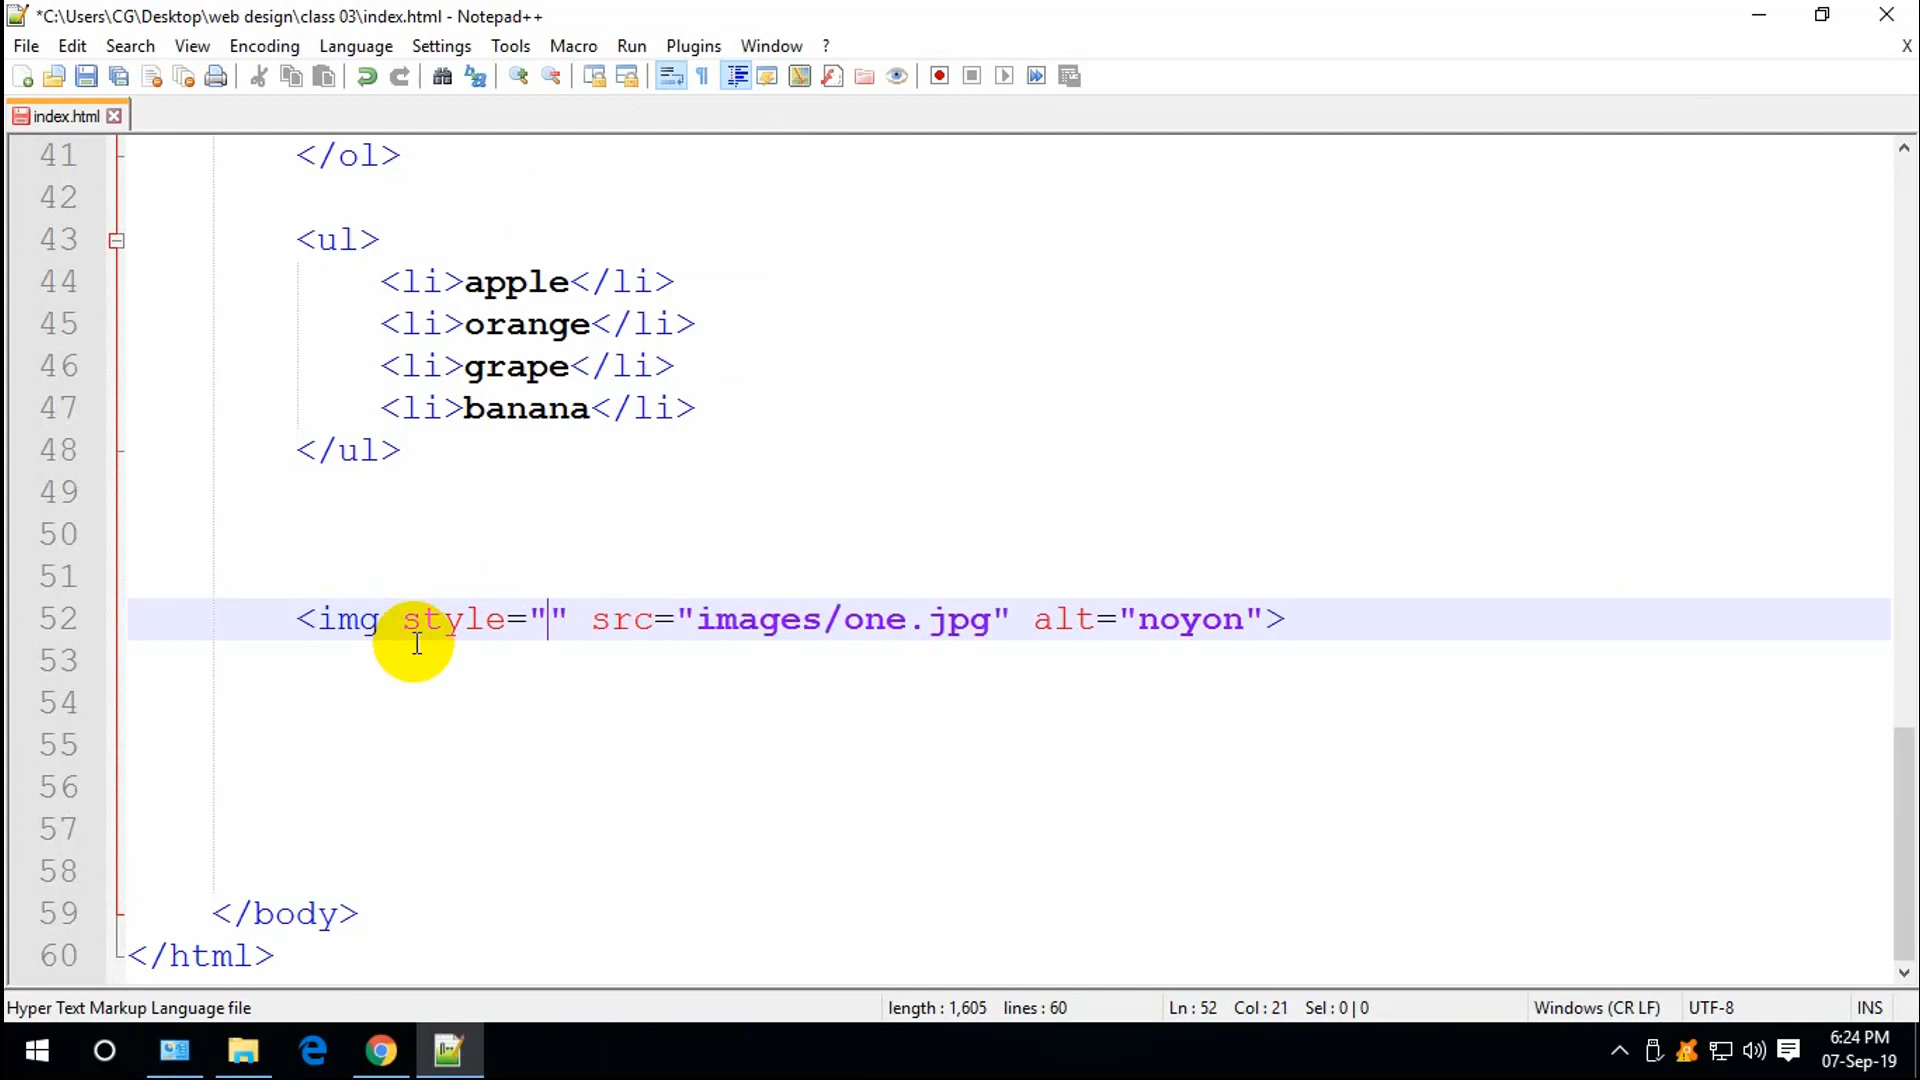 *C:\Users\CG\Desktop\web design\class 03\index.html - Notepad++
File Edit Search View Encoding Language Settings Tools Macro Run Plugins Window ? X
index.html
41 </ol>
42
43 <ul>
44 <li>apple</li>
45 <li>orange</li>
46 <li>grape</li>
47 <li>banana</li>
48 </ul>
49
50
51
52 <img style="" src="images/one.jpg" alt="noyon">
53
54
55
56
57
58
59 </body>
60 </html>
Hyper Text Markup Language file length : 1,605 lines : 60 Ln : 52 Col : 21 Sel : 0 | 0 Windows (CR LF) UTF-8 INS
6:24 PM
07-Sep-19